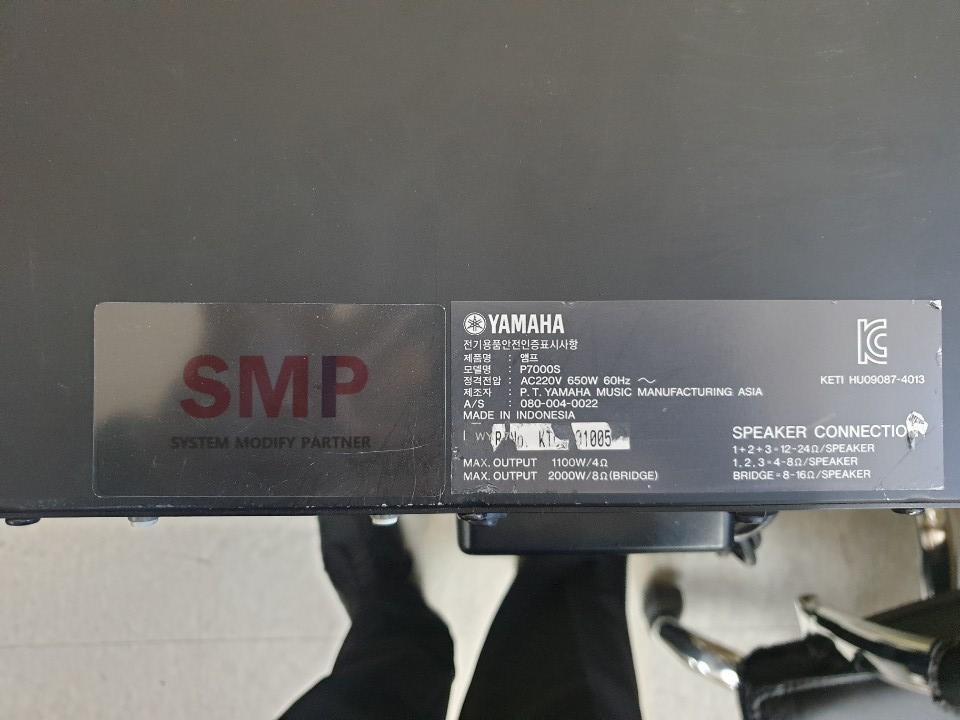 SMP
SYSTEM MODIFY PARTNER
YAMAHA
전기용품안전인증표시사항
제품명 : 앰프
모델명 : P7000S
정격전압 : AC220V 650W 60Hz ～
제조자 : P.T. YAMAHA MUSIC MANUFACTURING ASIA
A/S : 080-004-0022
MADE IN INDONESIA
KETI HU09087-4013
01005
MAX. OUTPUT 1100W/4Ω
MAX. OUTPUT 2000W/8Ω(BRIDGE)
SPEAKER
1+2+3=12-24Ω/SPEAKER
1,2,3=4-8Ω/SPEAKER
BRIDGE=8-16Ω/SPEAKER